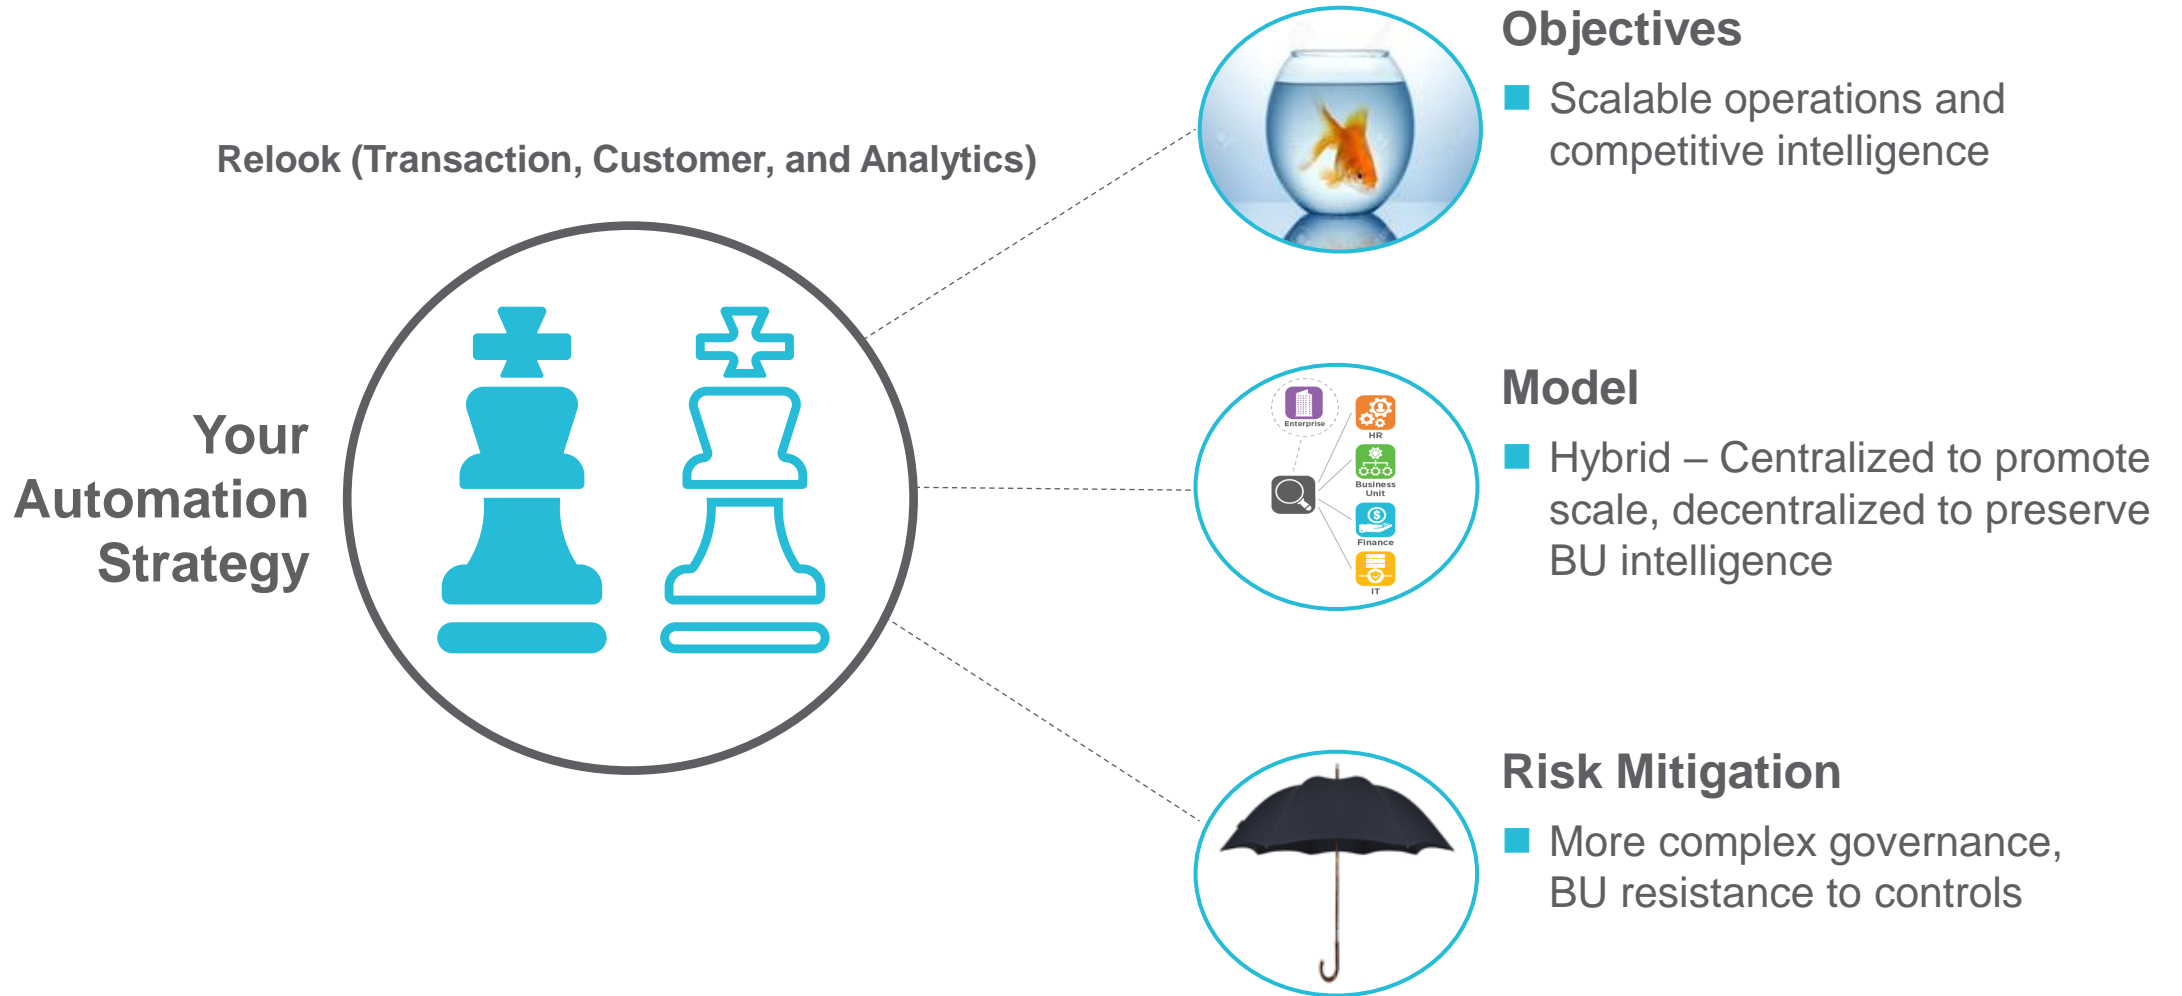 Relook (Transaction, Customer, and Analytics)
Your
Automation
Strategy
Objectives
Scalable operations and
competitive intelligence
Enterprise
HR
Business
Unit
Finance
IT
Model
Hybrid – Centralized to promote
scale, decentralized to preserve
BU intelligence
Risk Mitigation
More complex governance,
BU resistance to controls